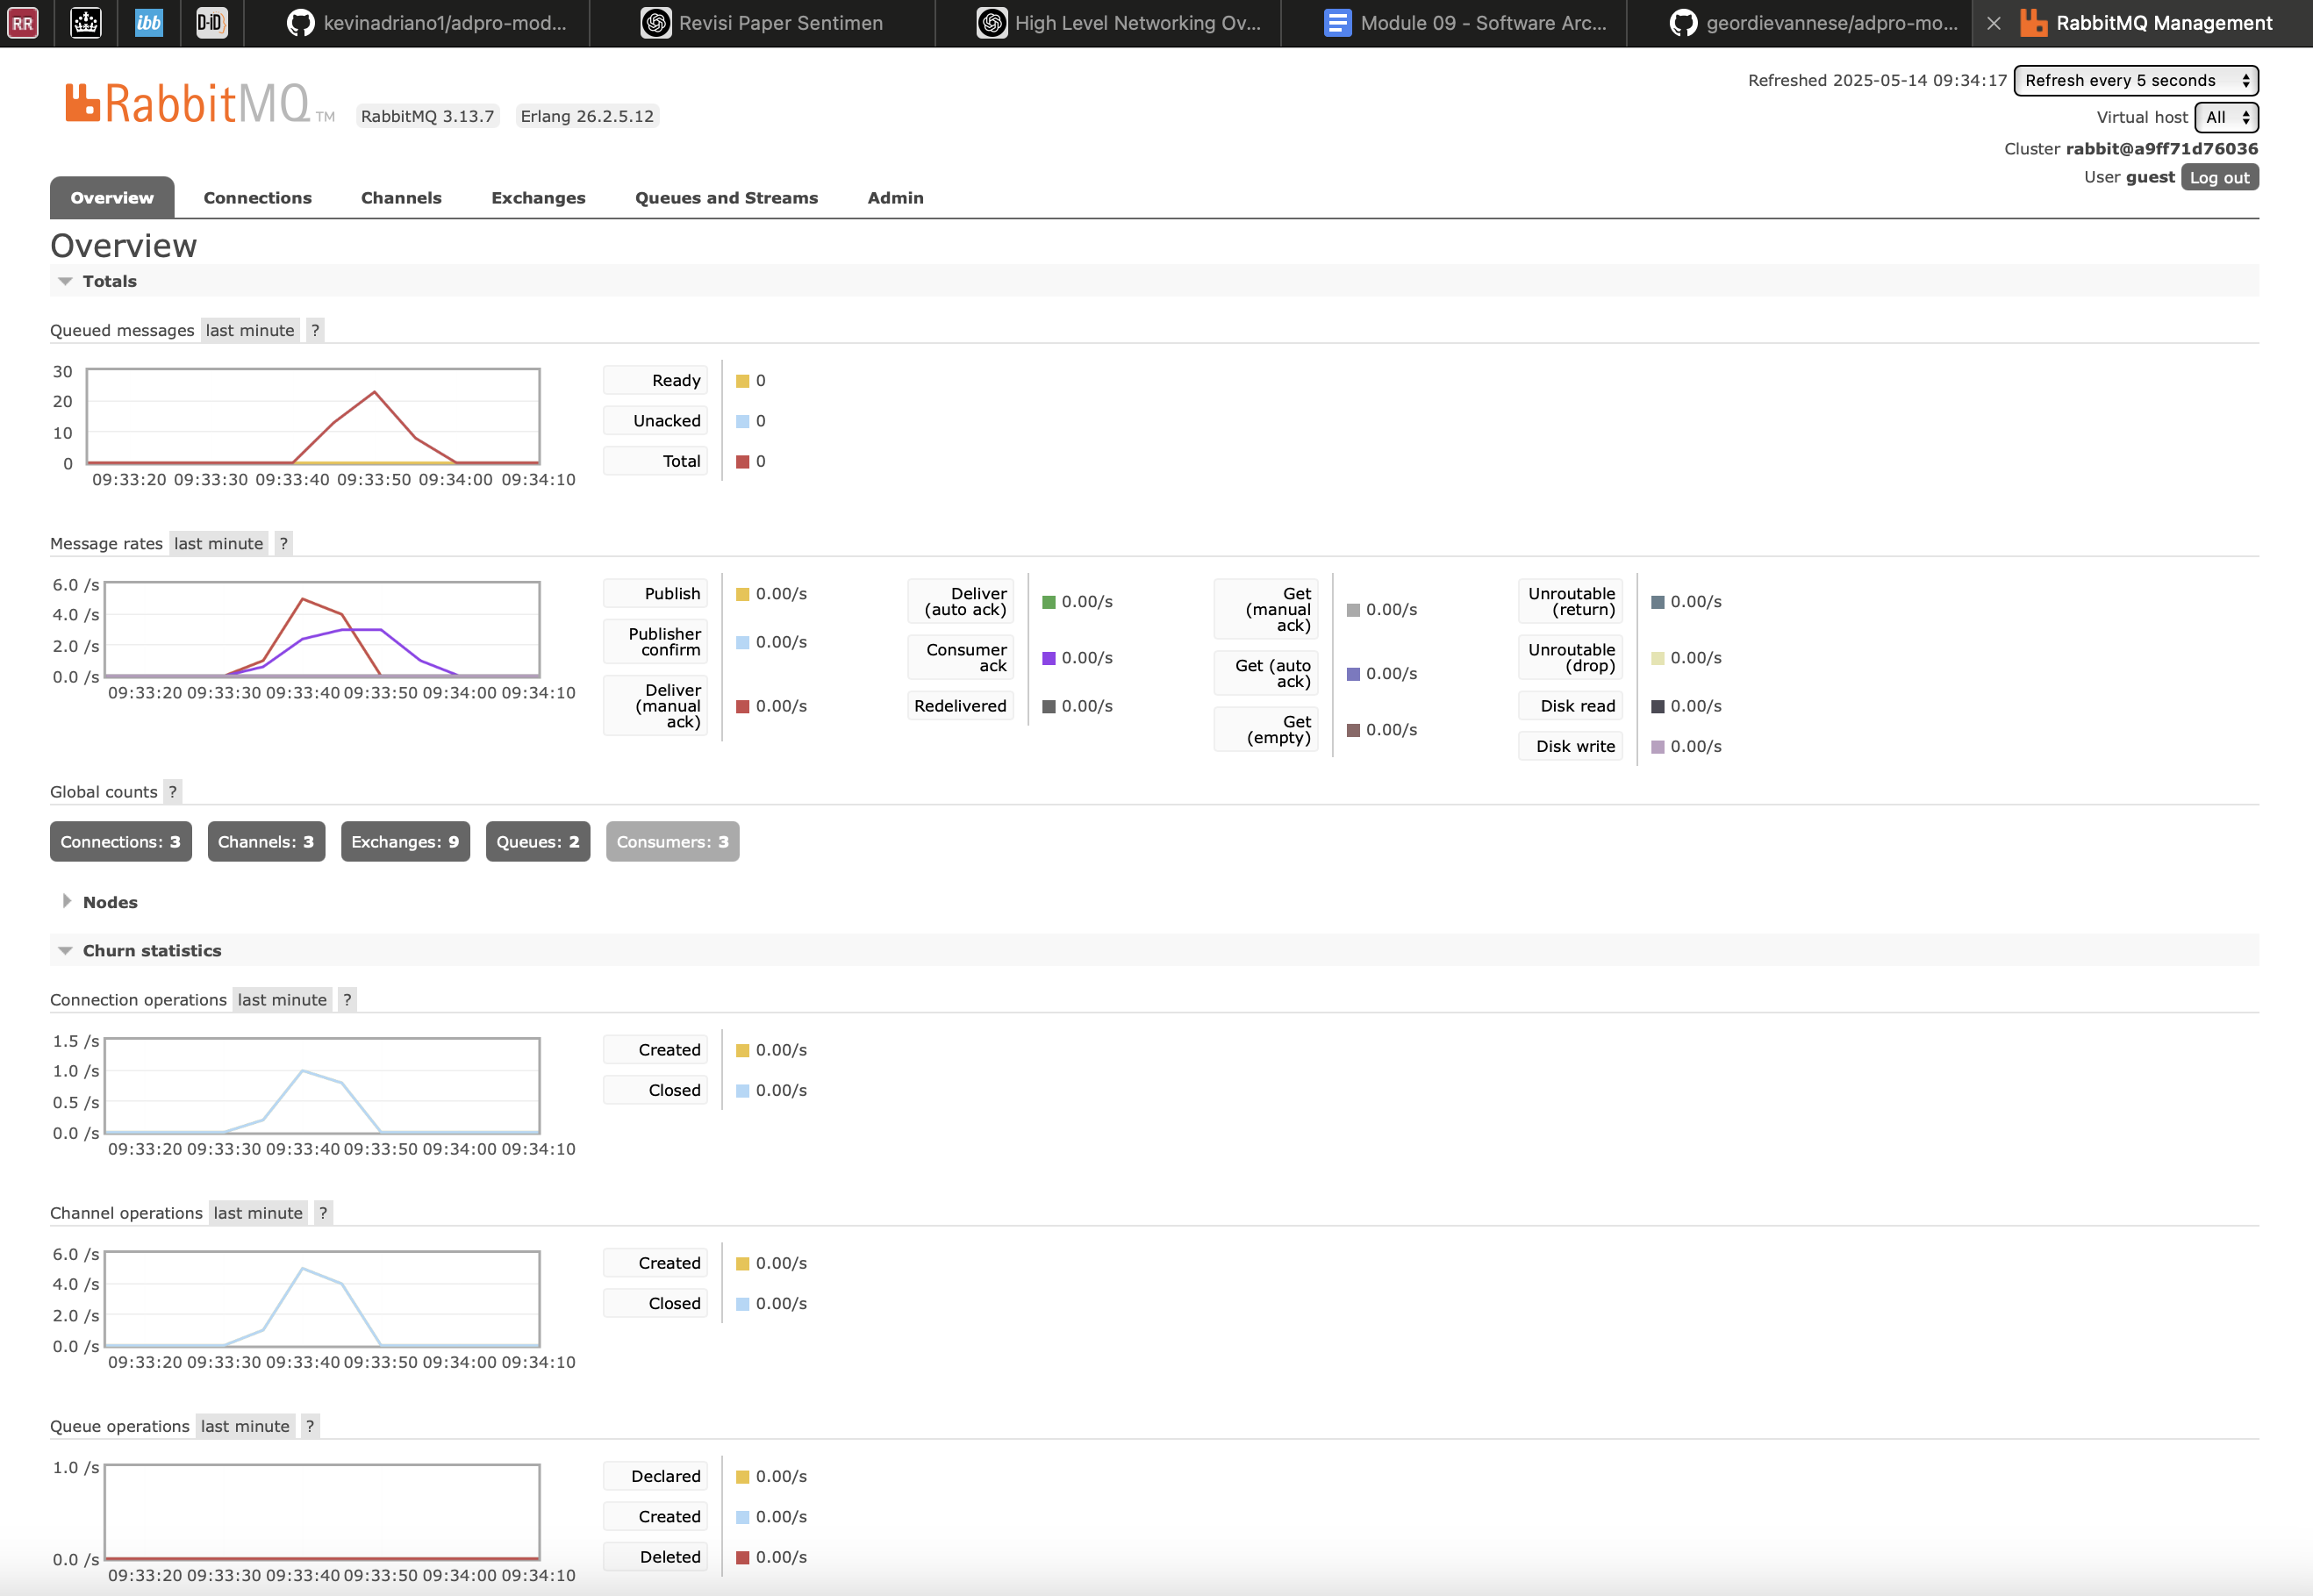 RR
ibb
D-iD
kevinadriano1/adpro-mod...
Revisi Paper Sentimen
High Level Networking Ov...
Module 09 - Software Arc...
geordievannese/adpro-mo...
RabbitMQ Management
RabbitMQ TM
RabbitMQ 3.13.7
Erlang 26.2.5.12
Refreshed 2025-05-14 09:34:17
Refresh every 5 seconds
Virtual host All
Cluster rabbit@a9ff71d76036
User guest Log out
Overview Connections Channels Exchanges Queues and Streams Admin
Overview
Totals
Queued messages last minute ?
30
20
10
0
09:33:20 09:33:30 09:33:40 09:33:50 09:34:00 09:34:10
Ready 0
Unacked 0
Total 0
Message rates last minute ?
6.0 /s
4.0 /s
2.0 /s
0.0 /s
09:33:20 09:33:30 09:33:40 09:33:50 09:34:00 09:34:10
Publish 0.00/s
Publisher
confirm 0.00/s
Deliver
(manual
ack) 0.00/s
Deliver
(auto ack) 0.00/s
Consumer
ack 0.00/s
Redelivered 0.00/s
Get
(manual
ack) 0.00/s
Get (auto
ack) 0.00/s
Get
(empty) 0.00/s
Unroutable
(return) 0.00/s
Unroutable
(drop) 0.00/s
Disk read 0.00/s
Disk write 0.00/s
Global counts ?
Connections: 3 Channels: 3 Exchanges: 9 Queues: 2 Consumers: 3
Nodes
Churn statistics
Connection operations last minute ?
1.5 /s
1.0 /s
0.5 /s
0.0 /s
09:33:20 09:33:30 09:33:40 09:33:50 09:34:00 09:34:10
Created 0.00/s
Closed 0.00/s
Channel operations last minute ?
6.0 /s
4.0 /s
2.0 /s
0.0 /s
09:33:20 09:33:30 09:33:40 09:33:50 09:34:00 09:34:10
Created 0.00/s
Closed 0.00/s
Queue operations last minute ?
1.0 /s
0.0 /s
09:33:20 09:33:30 09:33:40 09:33:50 09:34:00 09:34:10
Declared 0.00/s
Created 0.00/s
Deleted 0.00/s